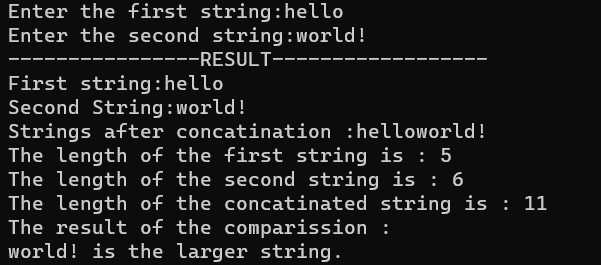 Enter the first string:hello
Enter the second string:world!
----------------RESULT------------------
First string:hello
Second String:world!
Strings after concatination :helloworld!
The length of the first string is : 5
The length of the second string is : 6
The length of the concatinated string is : 11
The result of the comparission :
world! is the larger string.